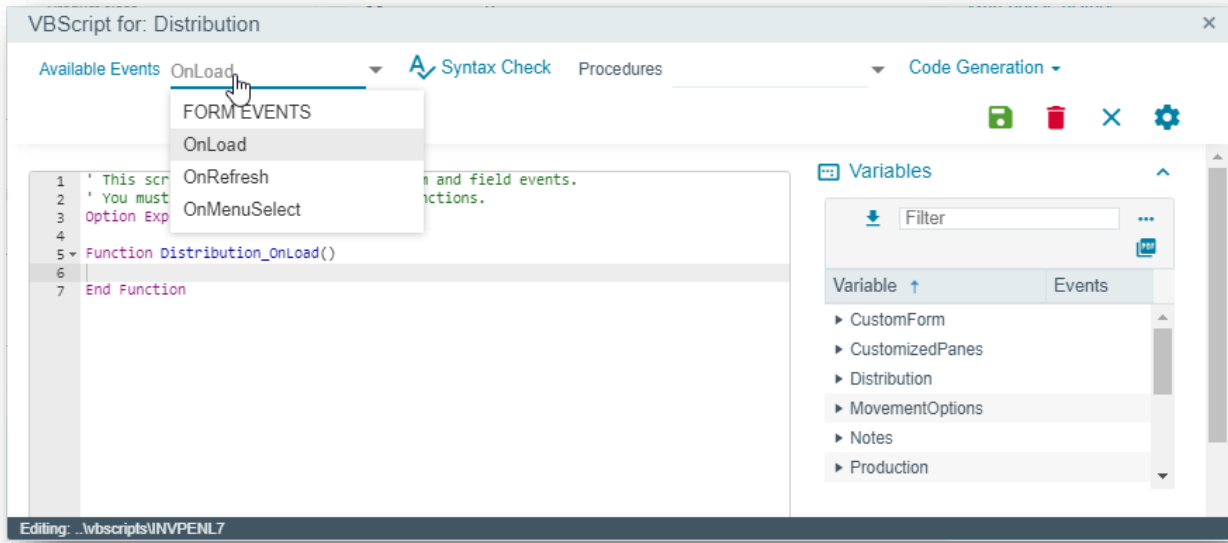 VBScript for: Distribution
Available Events OnLoad Syntax Check Procedures Code Generation
FORM EVENTS
OnLoad
OnRefresh
OnMenuSelect
1 ' This scr m and field events.
2 ' You must nctions.
3 Option Exp
4
5 Function Distribution_OnLoad()
6
7 End Function
Variables
Filter
PDF
Variable Events
CustomForm
CustomizedPanes
Distribution
MovementOptions
Notes
Production
Editing: ..\vbscripts\INVPENL7